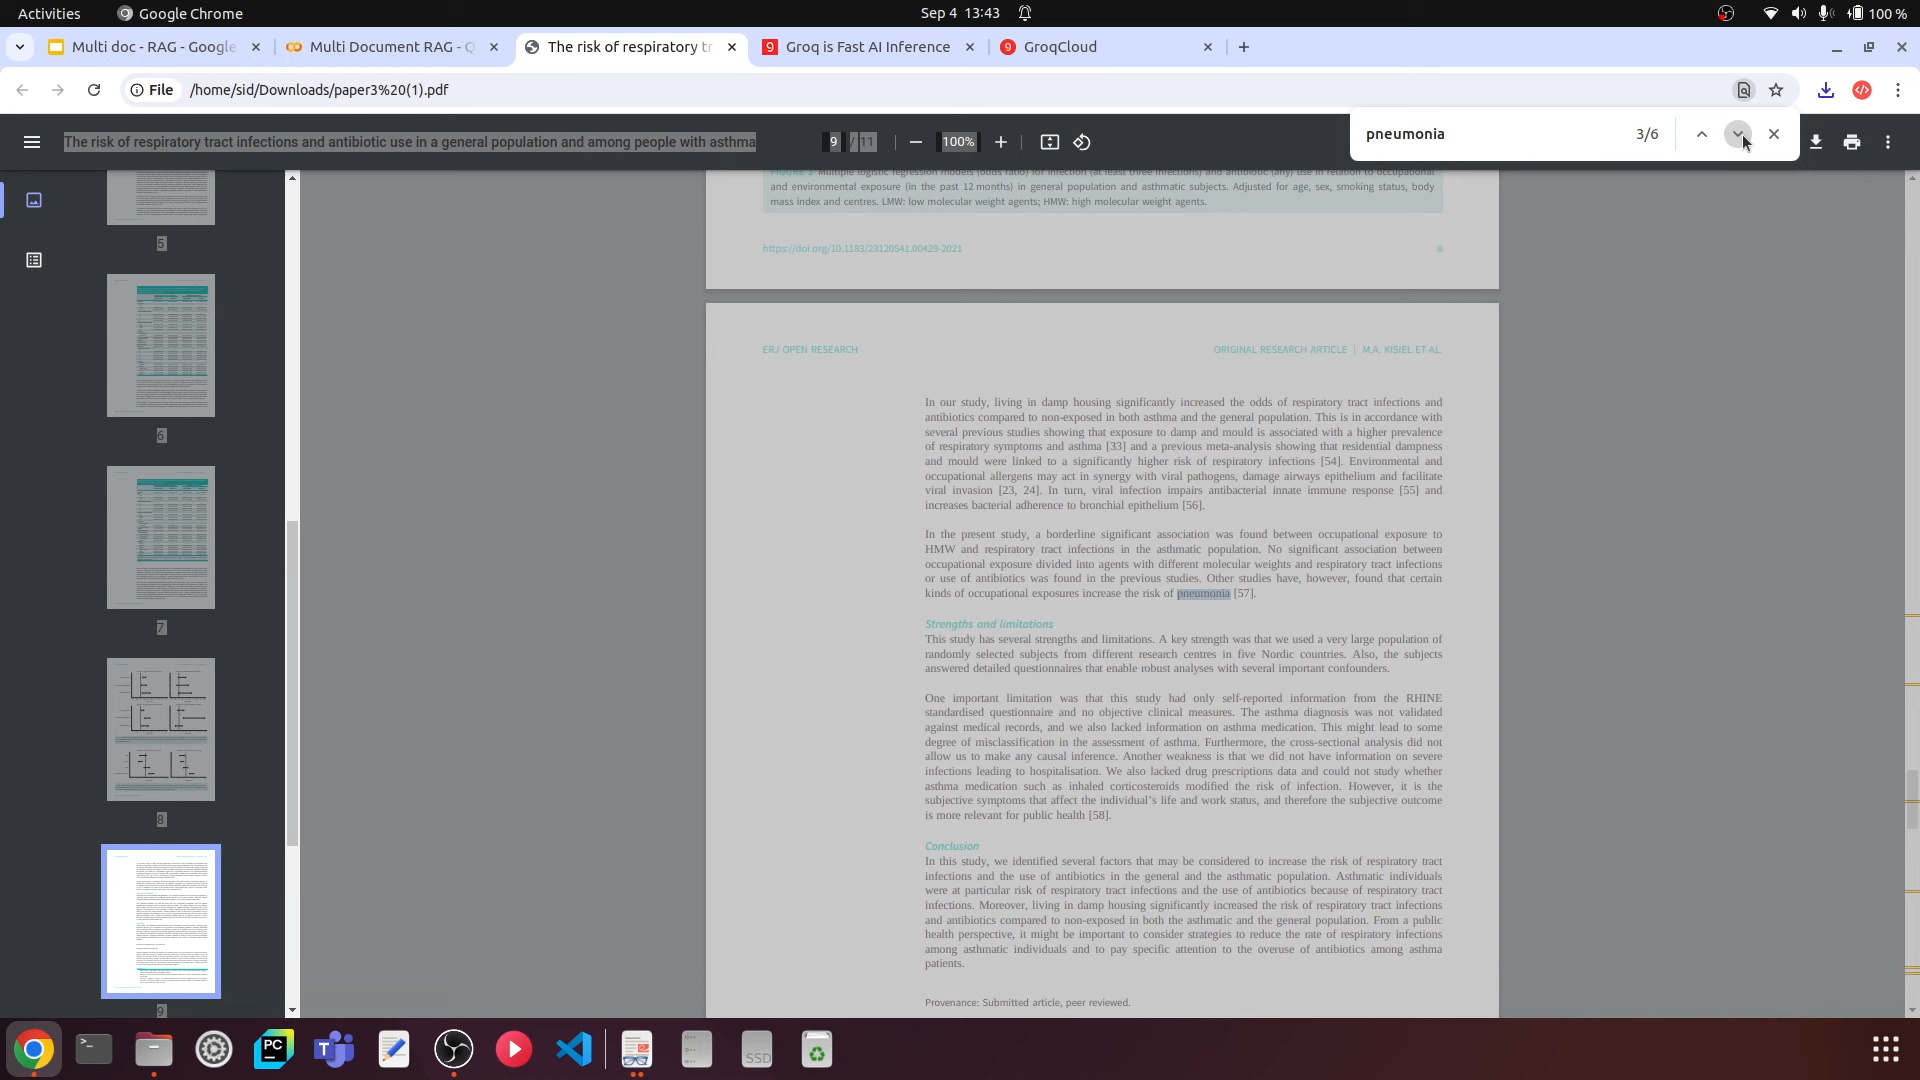 Activities Google Chrome Sep 4 13:43 100 %
Multi doc - RAG - Google Multi Document RAG - The risk of respiratory tr Groq is Fast AI Inference GroqCloud
File /home/sid/Downloads/paper3%20(1).pdf
pneumonia 3/6
The risk of respiratory tract infections and antibiotic use in a general population and among people with asthma 9 / 11 100%
5
6
7
8
9
and environmental exposure (in the past 12 months) in general population and asthmatic subjects. Adjusted for age, sex, smoking status, body
mass index and centres. LMW: low molecular weight agents; HMW: high molecular weight agents.
https://doi.org/10.1183/23120541.00429-2021 8
ERJ OPEN RESEARCH ORIGINAL RESEARCH ARTICLE | M.A. KISIEL ET AL.
In our study, living in damp housing significantly increased the odds of respiratory tract infections and
antibiotics compared to non-exposed in both asthma and the general population. This is in accordance with
several previous studies showing that exposure to damp and mould is associated with a higher prevalence
of respiratory symptoms and asthma [33] and a previous meta-analysis showing that residential dampness
and mould were linked to a significantly higher risk of respiratory infections [54]. Environmental and
occupational allergens may act in synergy with viral pathogens, damage airways epithelium and facilitate
viral invasion [23, 24]. In turn, viral infection impairs antibacterial innate immune response [55] and
increases bacterial adherence to bronchial epithelium [56].
In the present study, a borderline significant association was found between occupational exposure to
HMW and respiratory tract infections in the asthmatic population. No significant association between
occupational exposure divided into agents with different molecular weights and respiratory tract infections
or use of antibiotics was found in the previous studies. Other studies have, however, found that certain
kinds of occupational exposures increase the risk of pneumonia [57].
Strengths and limitations
This study has several strengths and limitations. A key strength was that we used a very large population of
randomly selected subjects from different research centres in five Nordic countries. Also, the subjects
answered detailed questionnaires that enable robust analyses with several important confounders.
One important limitation was that this study had only self-reported information from the RHINE
standardised questionnaire and no objective clinical measures. The asthma diagnosis was not validated
against medical records, and we also lacked information on asthma medication. This might lead to some
degree of misclassification in the assessment of asthma. Furthermore, the cross-sectional analysis did not
allow us to make any causal inference. Another weakness is that we did not have information on severe
infections leading to hospitalisation. We also lacked drug prescriptions data and could not study whether
asthma medication such as inhaled corticosteroids modified the risk of infection. However, it is the
subjective symptoms that affect the individual's life and work status, and therefore the subjective outcome
is more relevant for public health [58].
Conclusion
In this study, we identified several factors that may be considered to increase the risk of respiratory tract
infections and the use of antibiotics in the general and the asthmatic population. Asthmatic individuals
were at particular risk of respiratory tract infections and the use of antibiotics because of respiratory tract
infections. Moreover, living in damp housing significantly increased the risk of respiratory tract infections
and antibiotics compared to non-exposed in both the asthmatic and the general population. From a public
health perspective, it might be important to consider strategies to reduce the rate of respiratory infections
among asthmatic individuals and to pay specific attention to the overuse of antibiotics among asthma
patients.
Provenance: Submitted article, peer reviewed.
SSD